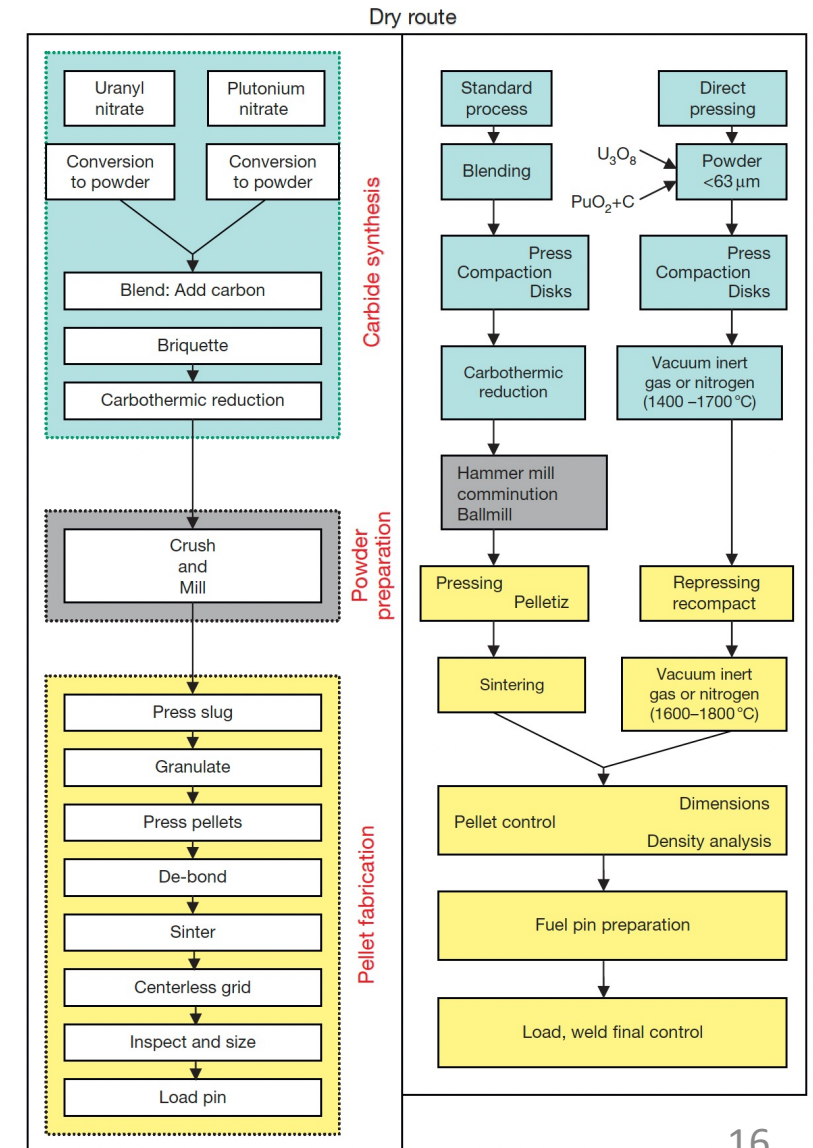 Dry route
Uranyl
nitrate
Plutonium
nitrate
Conversion
to powder
Conversion
to powder
Blend: Add carbon
Briquette
Carbothermic reduction
Carbide synthesis
Crush
and
Mill
Powder
preparation
Press slug
Granulate
Press pellets
De-bond
Sinter
Centerless grid
Inspect and size
Load pin
Pellet fabrication
Standard
process
Blending
Press
Compaction
Disks
Carbothermic
reduction
Hammer mill
comminution
Ballmill
Pressing
Pelletiz
Sintering
Direct
pressing
U₃O₈
PuO₂+C
Powder
<63 µm
Press
Compaction
Disks
Vacuum inert
gas or nitrogen
(1400 –1700 °C)
Repressing
recompact
Vacuum inert
gas or nitrogen
(1600–1800 °C)
Dimensions
Pellet control
Density analysis
Fuel pin preparation
Load, weld final control
16